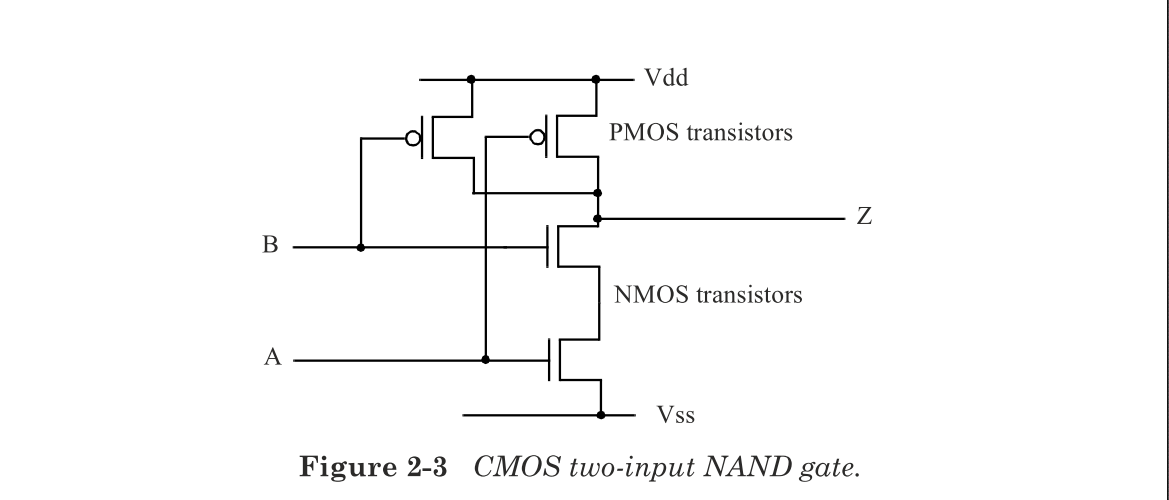 Vdd
PMOS transistors
Z
B
NMOS transistors
A
Vss
Figure 2-3 CMOS two-input NAND gate.